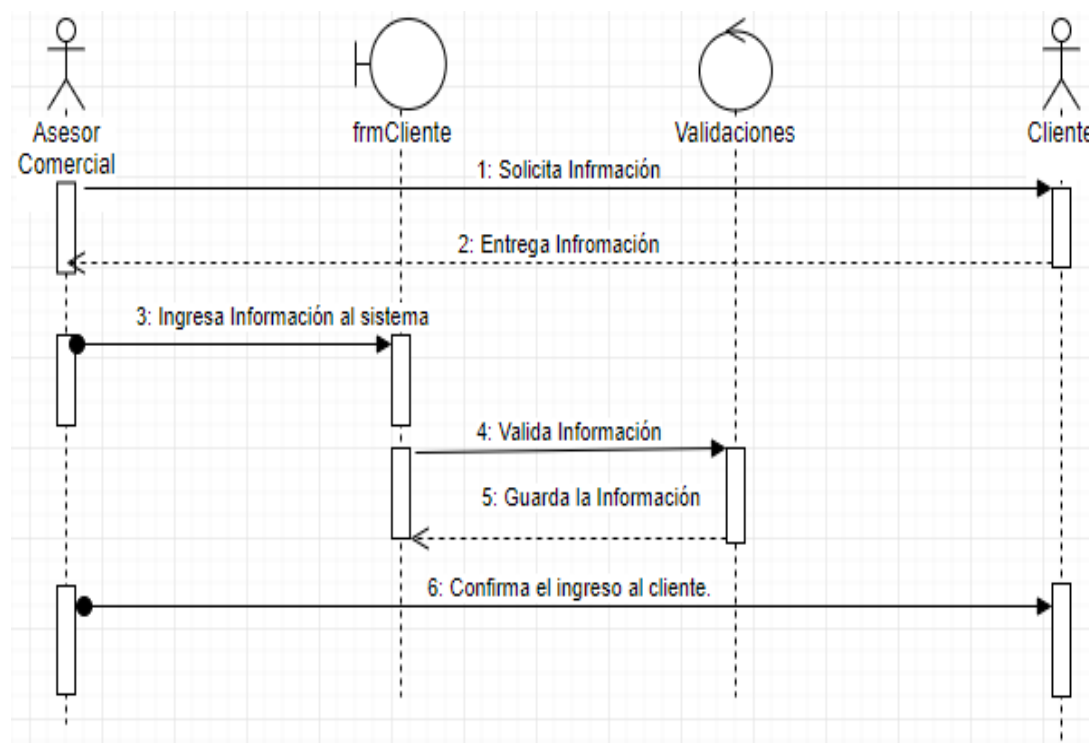 Asesor
Comercial
frmCliente
Validaciones
Cliente
1: Solicita Infrmación
2: Entrega Infromación
3: Ingresa Información al sistema
4: Valida Información
5: Guarda la Información
6: Confirma el ingreso al cliente.